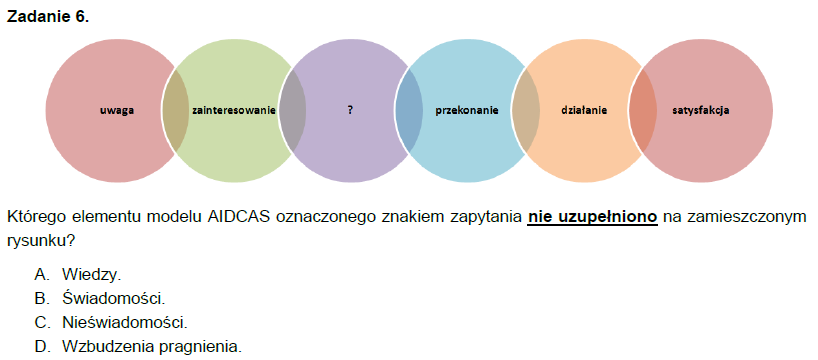 Zadanie 6.
uwaga zainteresowanie ? przekonanie działanie satysfakcja
Którego elementu modelu AIDCAS oznaczonego znakiem zapytania nie uzupełniono na zamieszczonym
rysunku?
A. Wiedzy.
B. Świadomości.
C. Nieświadomości.
D. Wzbudzenia pragnienia.